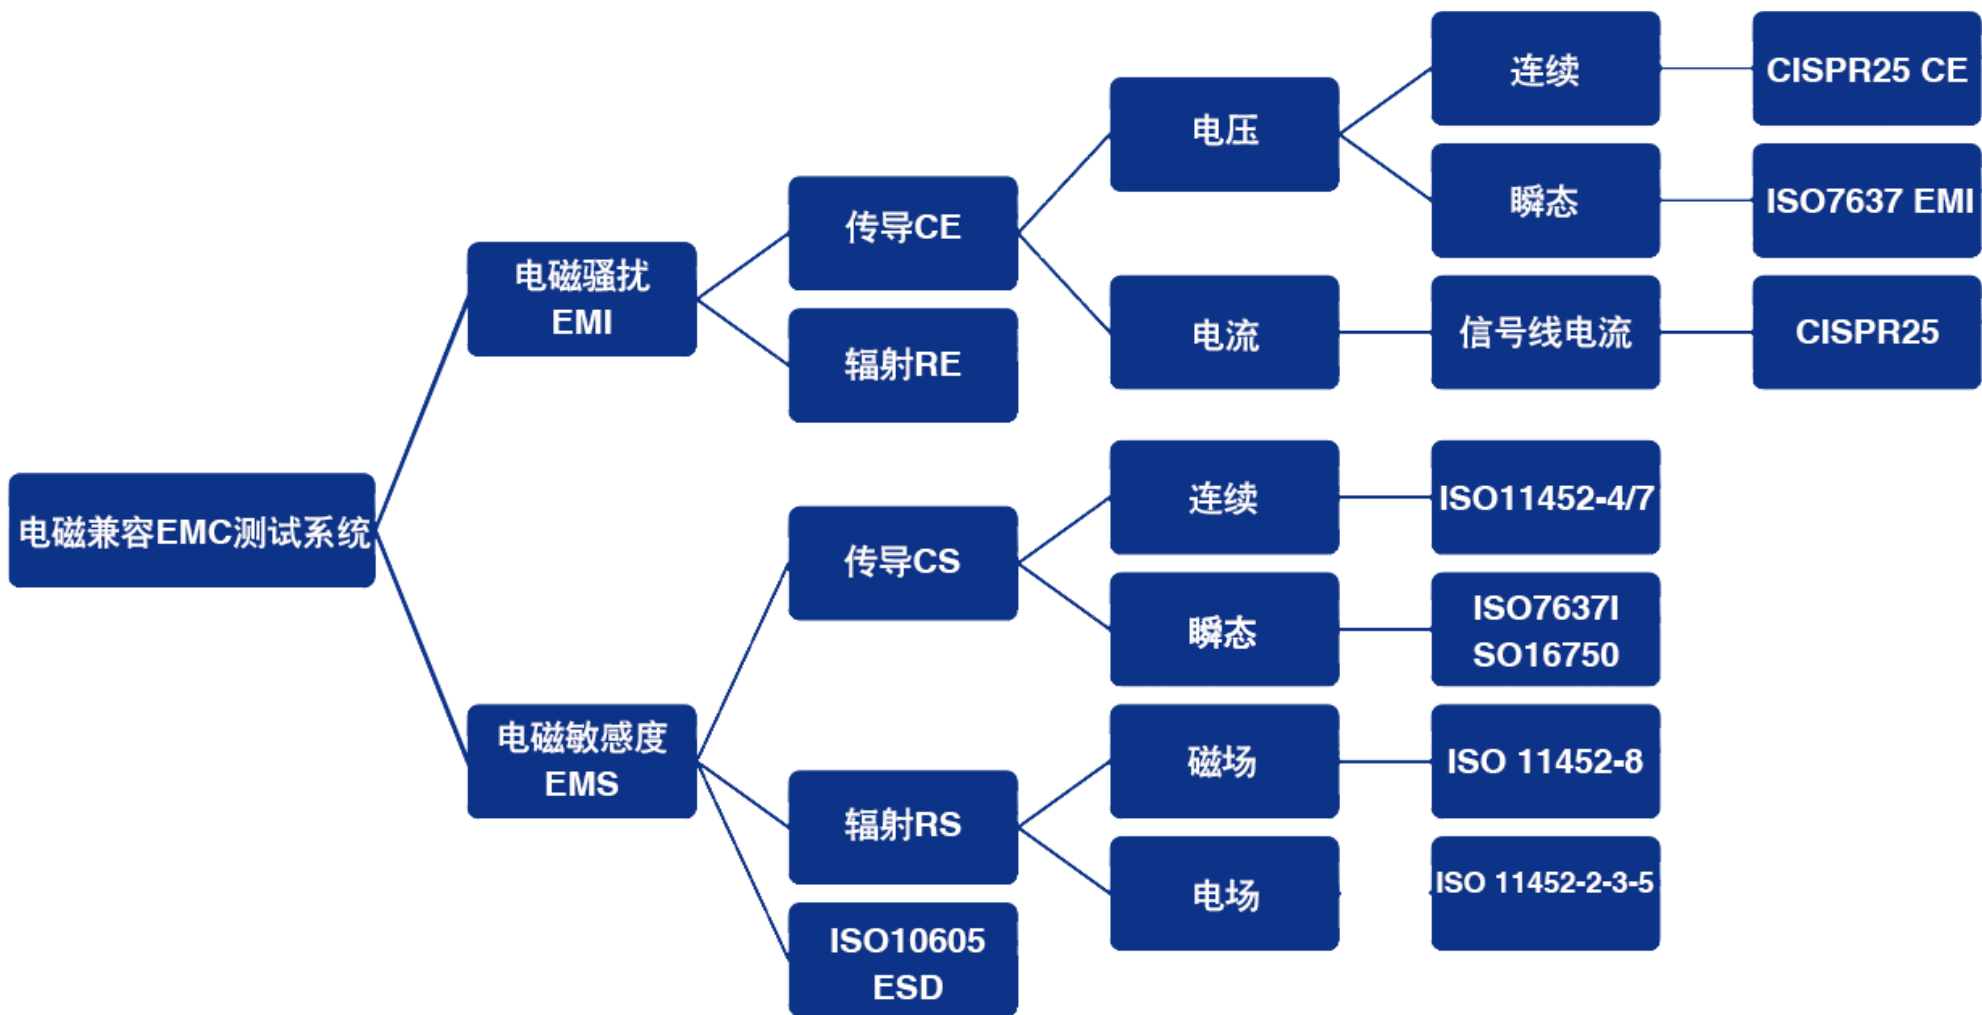 电磁兼容EMC测试系统
电磁骚扰
EMI
传导CE
电压
连续
CISPR25 CE
瞬态
ISO7637 EMI
电流
信号线电流
CISPR25
辐射RE
电磁敏感度
EMS
传导CS
连续
ISO11452-4/7
瞬态
ISO7637I
SO16750
辐射RS
磁场
ISO 11452-8
电场
ISO 11452-2-3-5
ISO10605
ESD